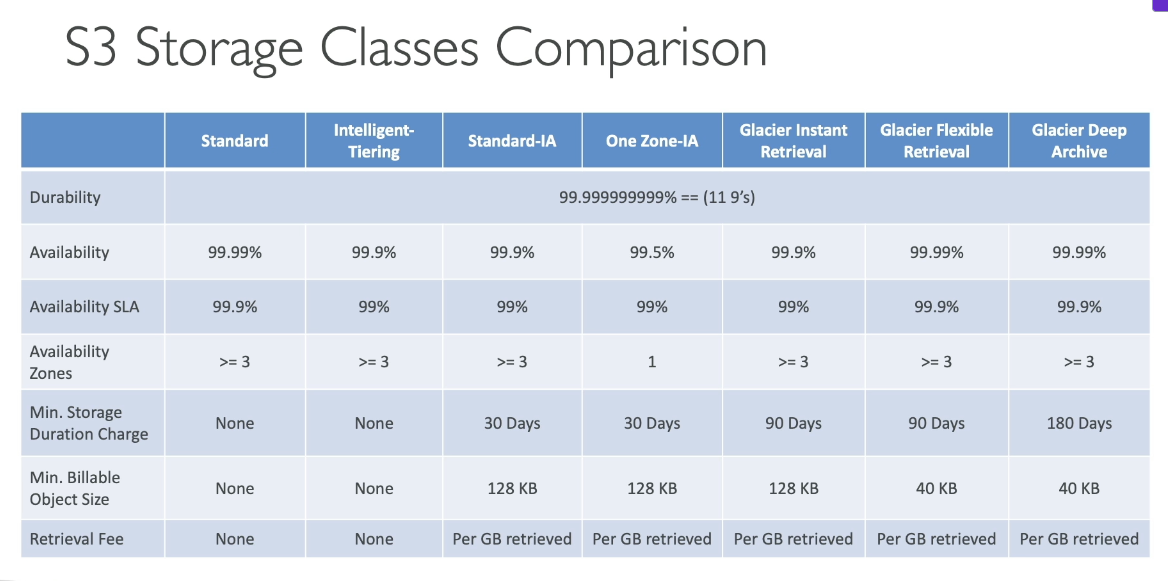 S3 Storage Classes Comparison
Standard
Intelligent-
Tiering
Standard-IA
One Zone-IA
Glacier Instant
Retrieval
Glacier Flexible
Retrieval
Glacier Deep
Archive
Durability
99.999999999% == (11 9’s)
Availability
99.99%
99.9%
99.9%
99.5%
99.9%
99.99%
99.99%
Availability SLA
99.9%
99%
99%
99%
99%
99.9%
99.9%
Availability
Zones
>= 3
>= 3
>= 3
1
>= 3
>= 3
>= 3
Min. Storage
Duration Charge
None
None
30 Days
30 Days
90 Days
90 Days
180 Days
Min. Billable
Object Size
None
None
128 KB
128 KB
128 KB
40 KB
40 KB
Retrieval Fee
None
None
Per GB retrieved
Per GB retrieved
Per GB retrieved
Per GB retrieved
Per GB retrieved